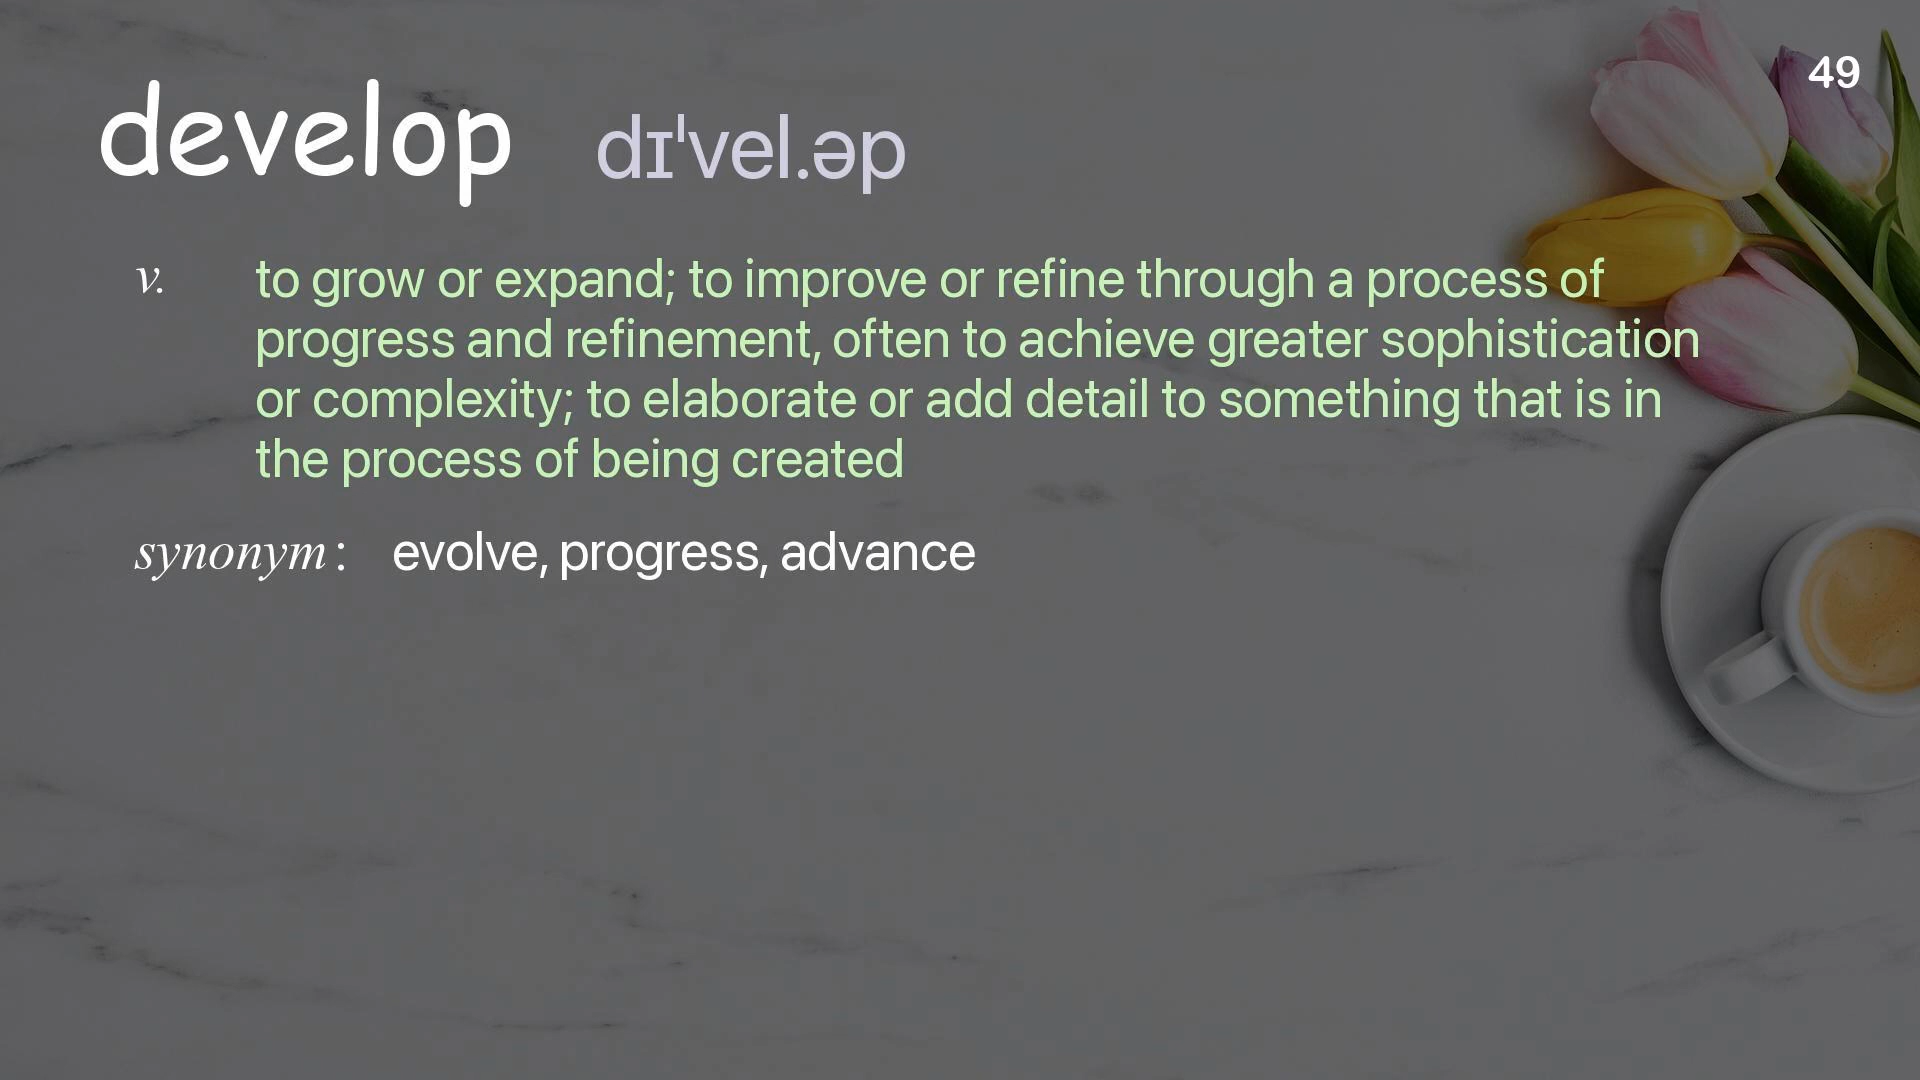 49
develop dɪˈvel.əp
v. to grow or expand; to improve or refine through a process of
progress and refinement, often to achieve greater sophistication
or complexity; to elaborate or add detail to something that is in
the process of being created
synonym: evolve, progress, advance